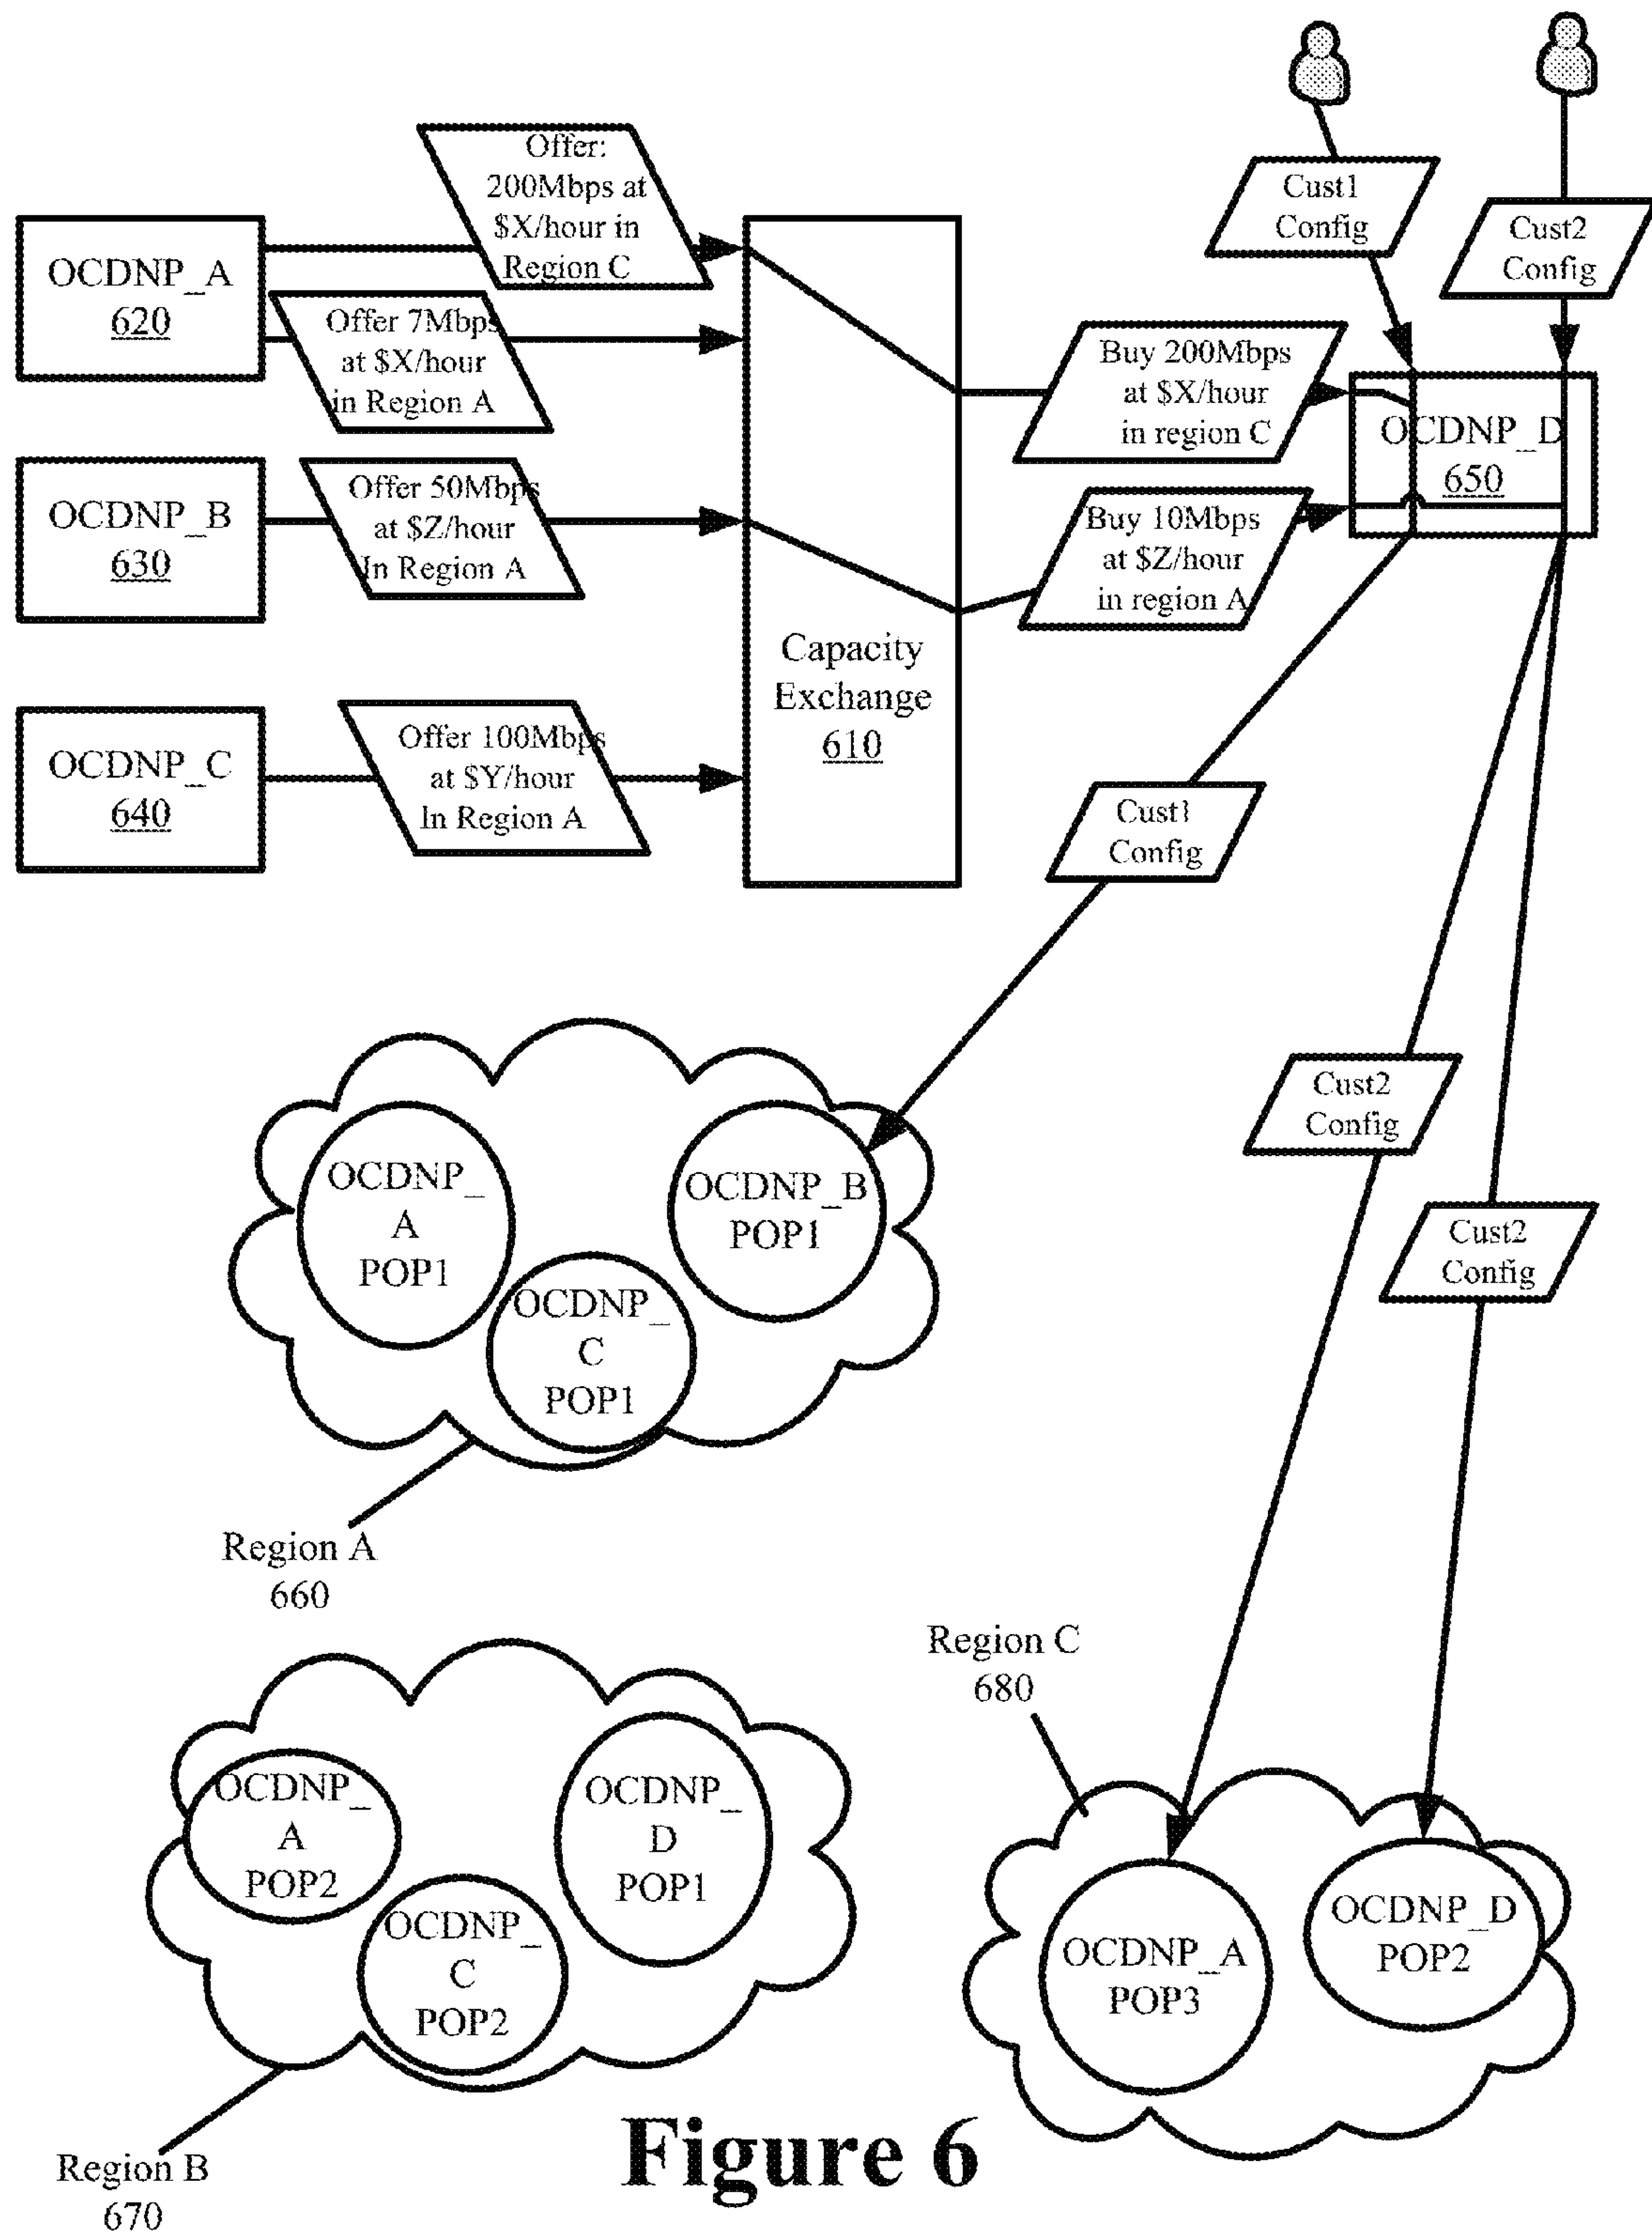 Offer:
200Mbps at
$X/hour in
Region C
OCDNP_A
620
Offer 7Mbps
at $X/hour
in Region A
OCDNP_B
630
Offer 50Mbps
at $Z/hour
In Region A
OCDNP_C
640
Offer 100Mbps
at $Y/hour
In Region A
Capacity
Exchange
610
Cust1
Config
Cust2
Config
Buy 200Mbps
at $X/hour
in region C
Buy 10Mbps
at $Z/hour
in region A
OCDNP_D
650
Cust1
Config
Cust2
Config
Cust2
Config
OCDNP_
A
POP1
OCDNP_B
POP1
OCDNP_
C
POP1
Region A
660
OCDNP_
A
POP2
OCDNP_
D
POP1
OCDNP_
C
POP2
Region B
670
Region C
680
OCDNP_A
POP3
OCDNP_D
POP2
Figure 6